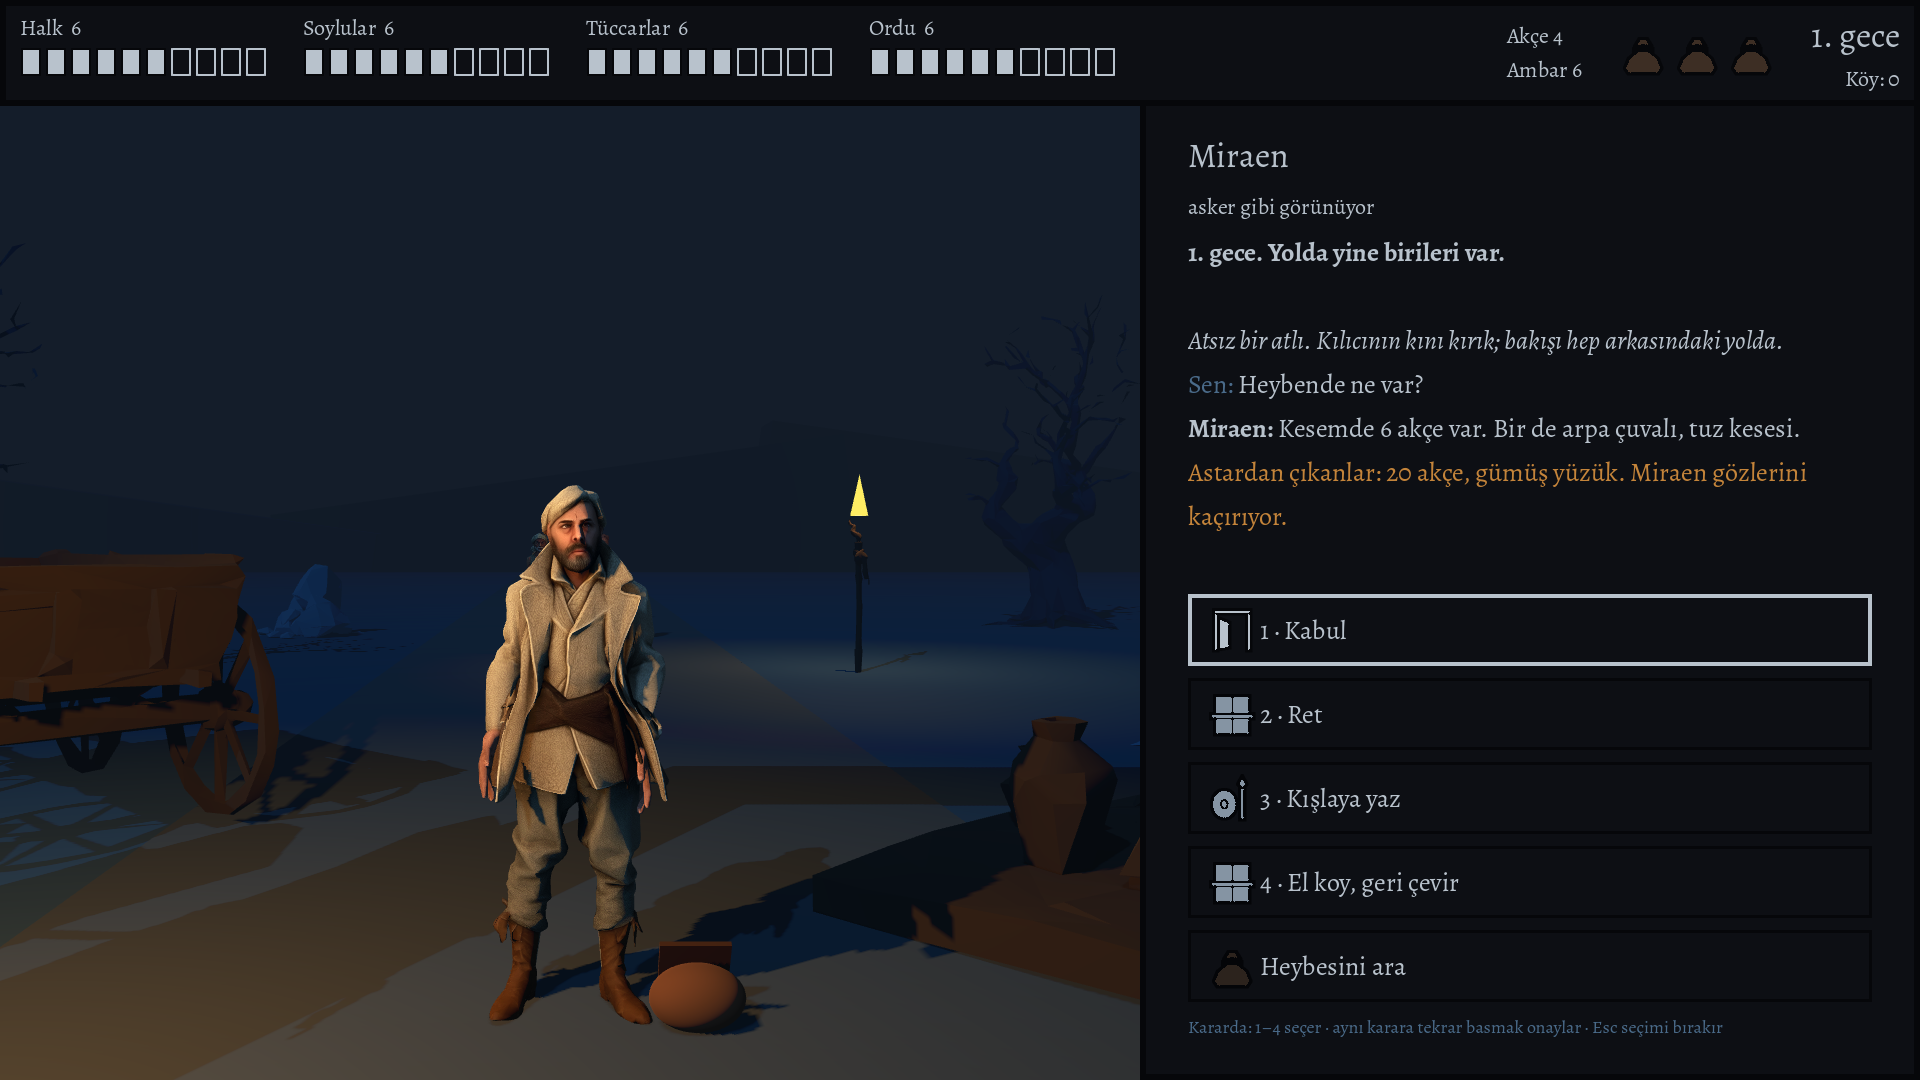 Halk 6
Soylular 6
Tüccarlar 6
Ordu 6
Akçe 4
Ambar 6
1. gece
Köy: 0
Miraen
asker gibi görünüyor
1. gece. Yolda yine birileri var.
Atsız bir atlı. Kılıcının kını kırık; bakışı hep arkasındaki yolda.
Sen: Heybende ne var?
Miraen: Kesemde 6 akçe var. Bir de arpa çuvalı, tuz kesesi.
Astardan çıkanlar: 20 akçe, gümüş yüzük. Miraen gözlerini
kaçırıyor.
1 · Kabul
2 · Ret
3 · Kışlaya yaz
4 · El koy, geri çevir
Heybesini ara
Kararda: 1–4 seçer · aynı karara tekrar basmak onaylar · Esc seçimi bırakır